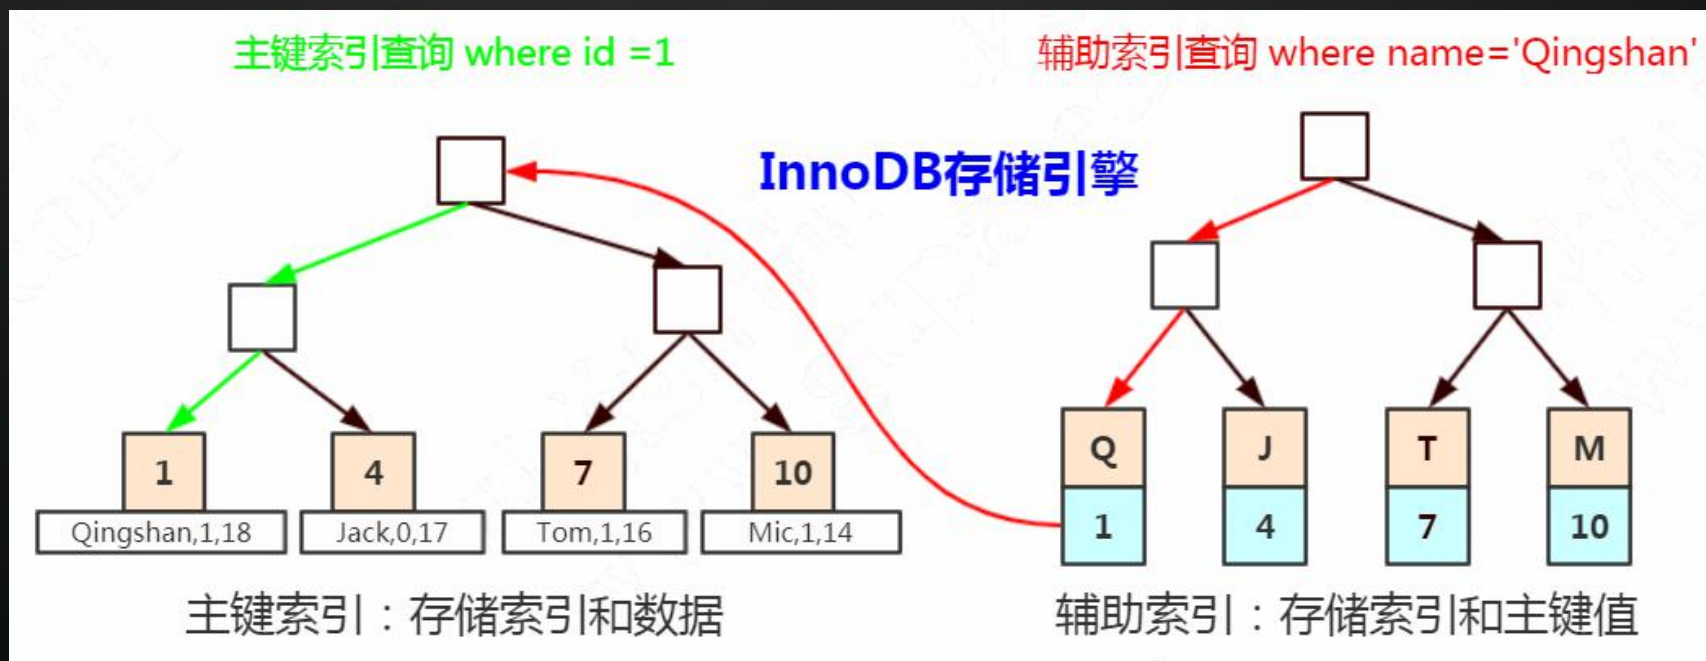 主键索引查询 where id =1
辅助索引查询 where name='Qingshan'
InnoDB存储引擎
1
4
7
10
Qingshan,1,18
Jack,0,17
Tom,1,16
Mic,1,14
Q
J
T
M
1
4
7
10
主键索引：存储索引和数据
辅助索引：存储索引和主键值